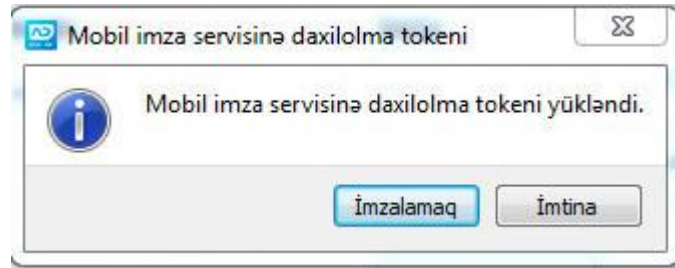 Mobil imza servisinə daxilolma tokeni
Mobil imza servisinə daxilolma tokeni yükləndi.
İmzalamaq İmtina